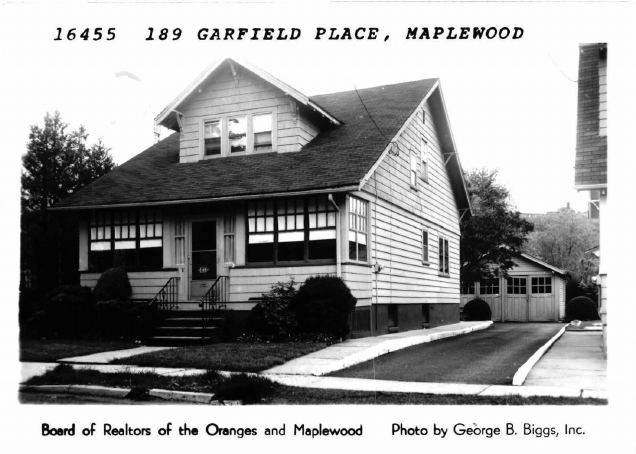 16455 189 GARFIELD PLACE, MAPLEWOOD
Board of Realtors of the Oranges and Maplewood Photo by George B. Biggs, Inc.